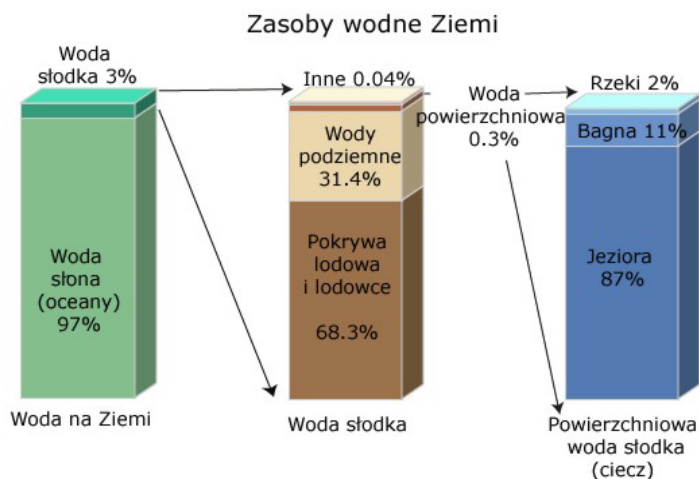 Zasoby wodne Ziemi
Woda
słodka 3%
Woda
słona
(oceany)
97%
Woda na Ziemi
Inne 0.04%
Wody
podziemne
31.4%
Pokrywa
lodowa
i lodowce
68.3%
Woda słodka
Woda
powierzchniowa
0.3%
Rzeki 2%
Bagna 11%
Jeziora
87%
Powierzchniowa
woda słodka
(ciecz)